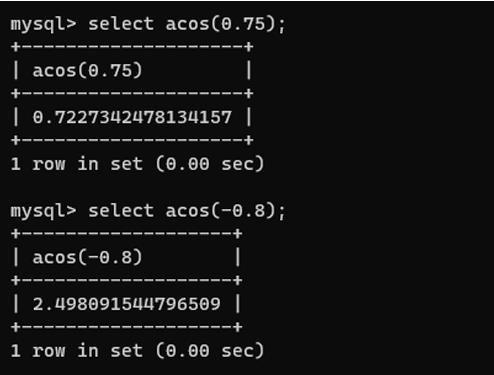 mysql> select acos(0.75);
+--------------------+
| acos(0.75)         |
+--------------------+
| 0.7227342478134157 |
+--------------------+
1 row in set (0.00 sec)

mysql> select acos(-0.8);
+-------------------+
| acos(-0.8)        |
+-------------------+
| 2.498091544796509 |
+-------------------+
1 row in set (0.00 sec)